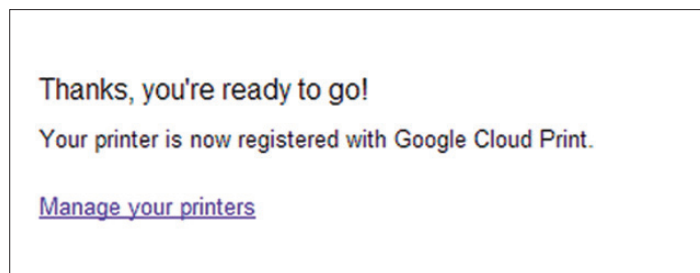 Thanks, you're ready to go!
Your printer is now registered with Google Cloud Print.
Manage your printers